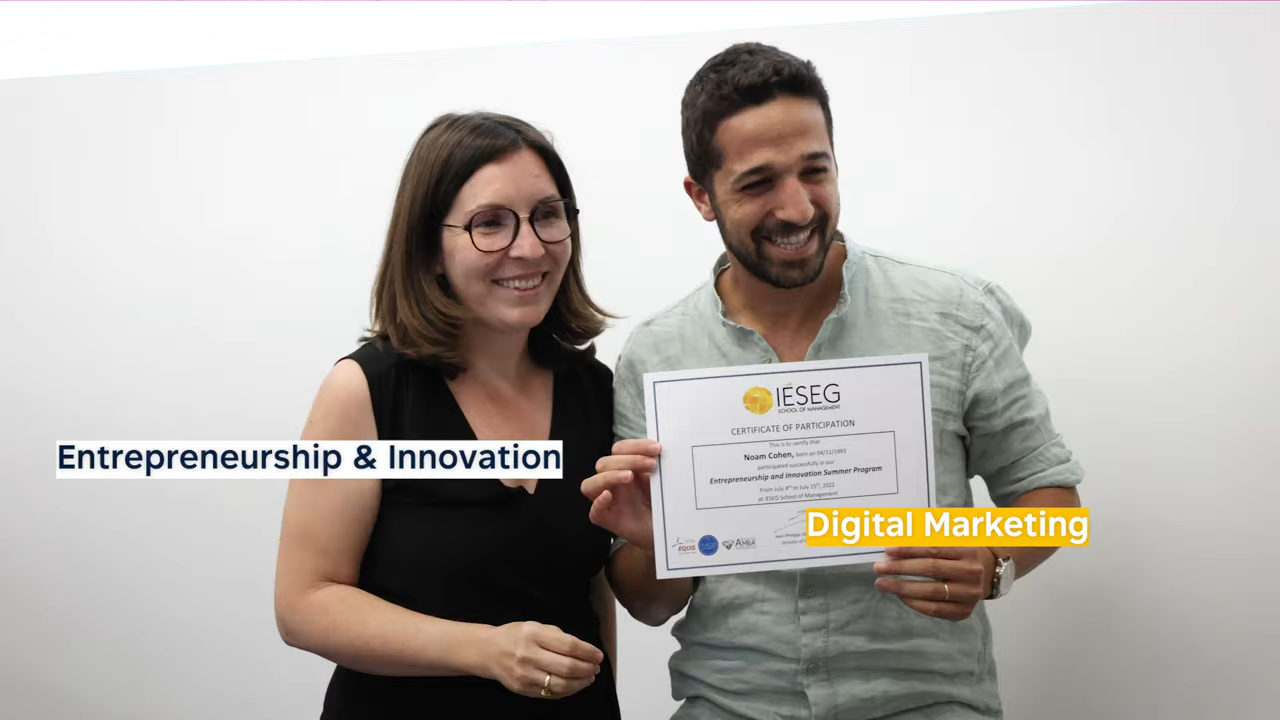 IÉSEG
SCHOOL OF MANAGEMENT
CERTIFICATE OF PARTICIPATION
This is to certify that
Noam Cohen, born on 04/11/1993
participated successfully in our
Entrepreneurship and Innovation Summer Program
From July 4th to July 15th, 2022
at IESEG School of Management
Entrepreneurship & Innovation
Digital Marketing
EQUIS
AMBA